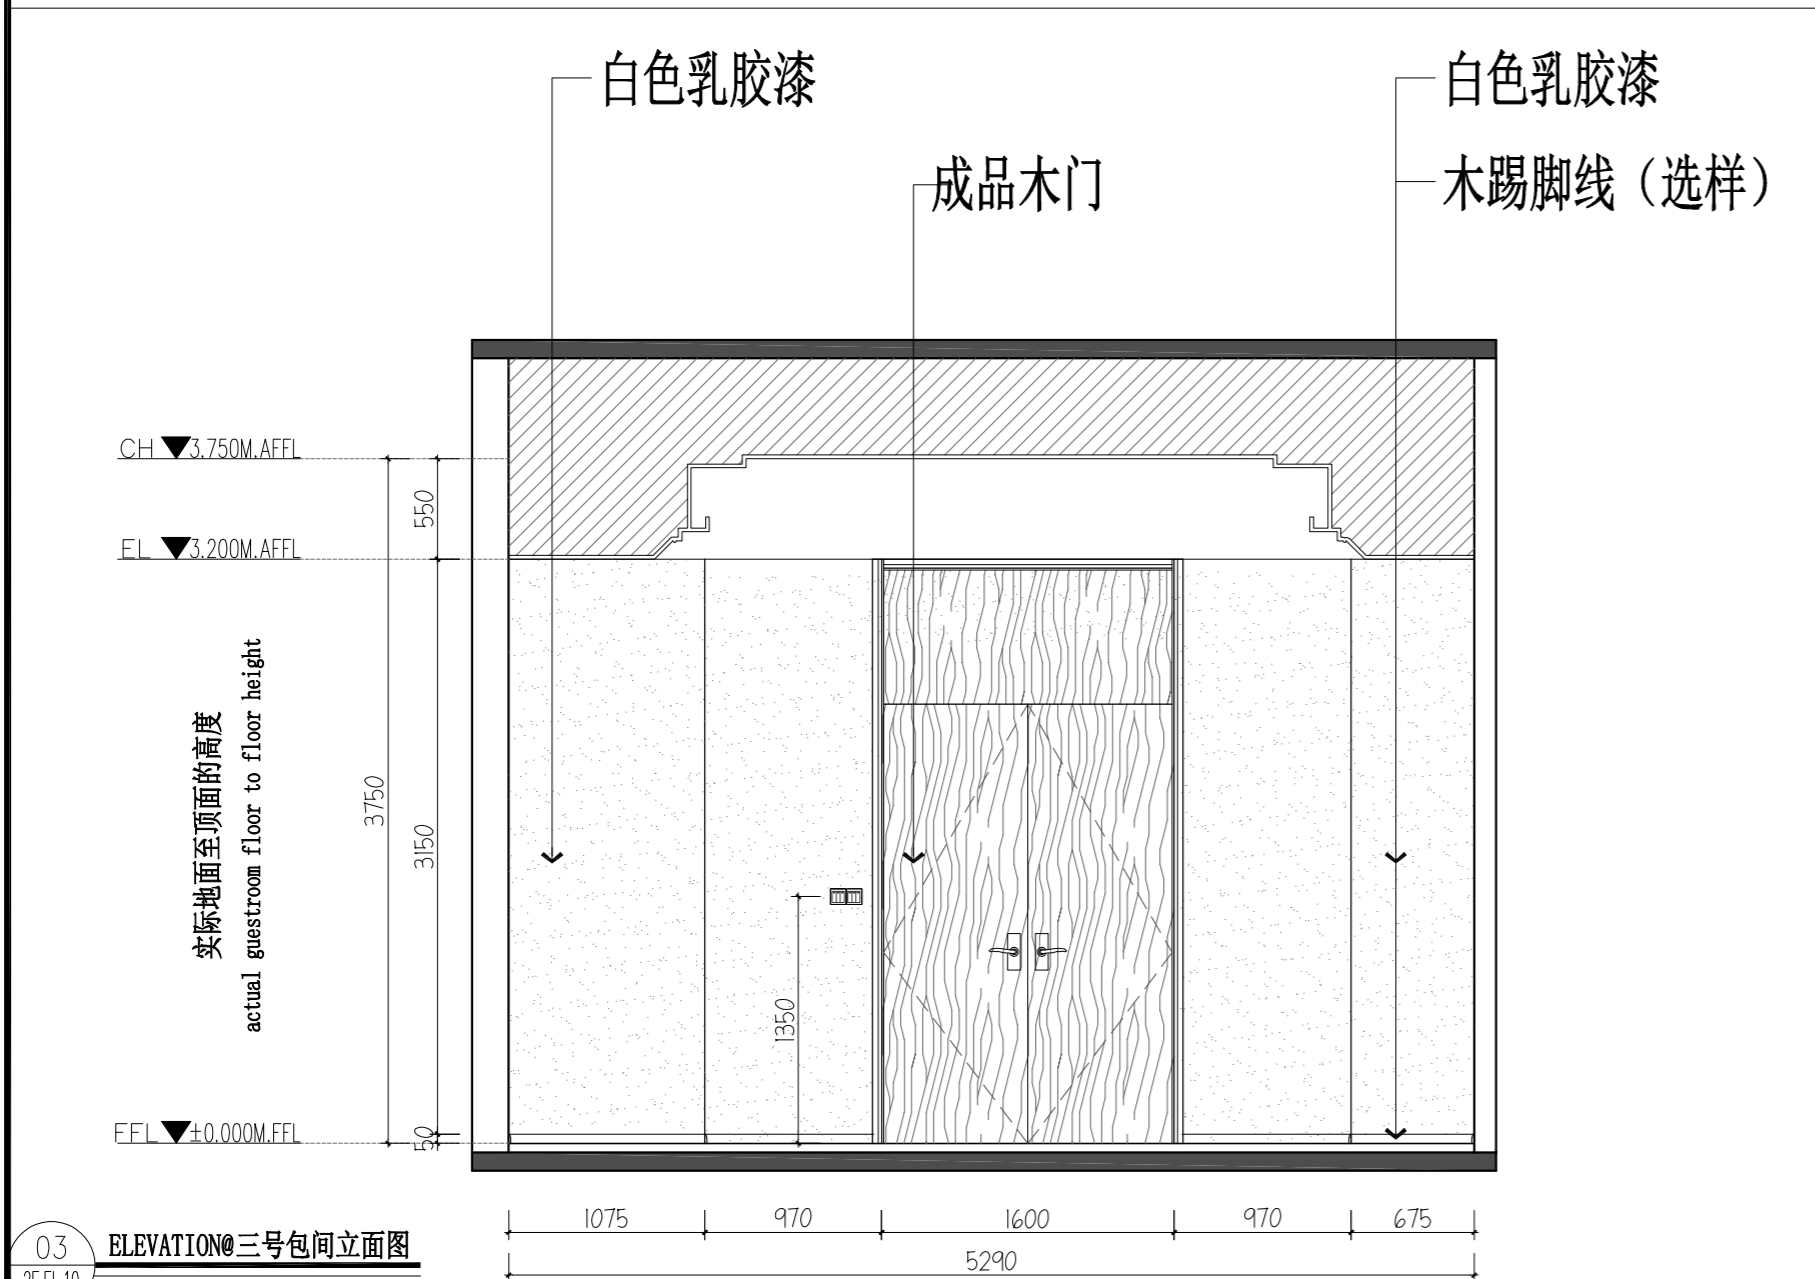 白色乳胶漆
白色乳胶漆
成品木门
木踢脚线（选样）
CH
3.750M.AFFL
550
EL
3.200M.AFFL
实际地面至顶面的高度
actual guestroom floor to floor height
3750
3150
1350
FFL
±0.000M.FFL
50
1075
970
1600
970
675
5290
03
ELEVATION@三号包间立面图